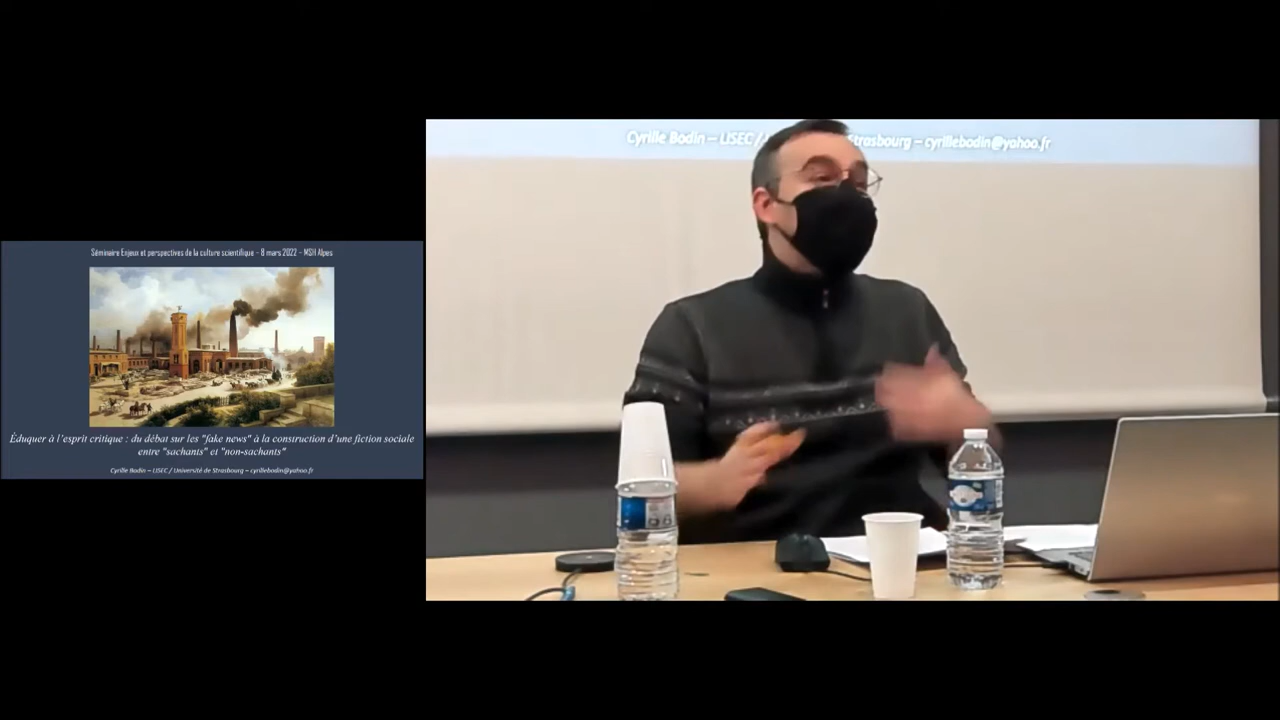 Séminaire Enjeux et perspectives de la culture scientifique – 8 mars 2022 – MSH Alpes
Éduquer à l'esprit critique : du débat sur les "fake news" à la construction d'une fiction sociale
entre "sachants" et "non-sachants"
Cyrille Bodin – LISEC / Université de Strasbourg – cyrillebodin@yahoo.fr
Cyrille Bodin – LISEC / Strasbourg – cyrillebodin@yahoo.fr